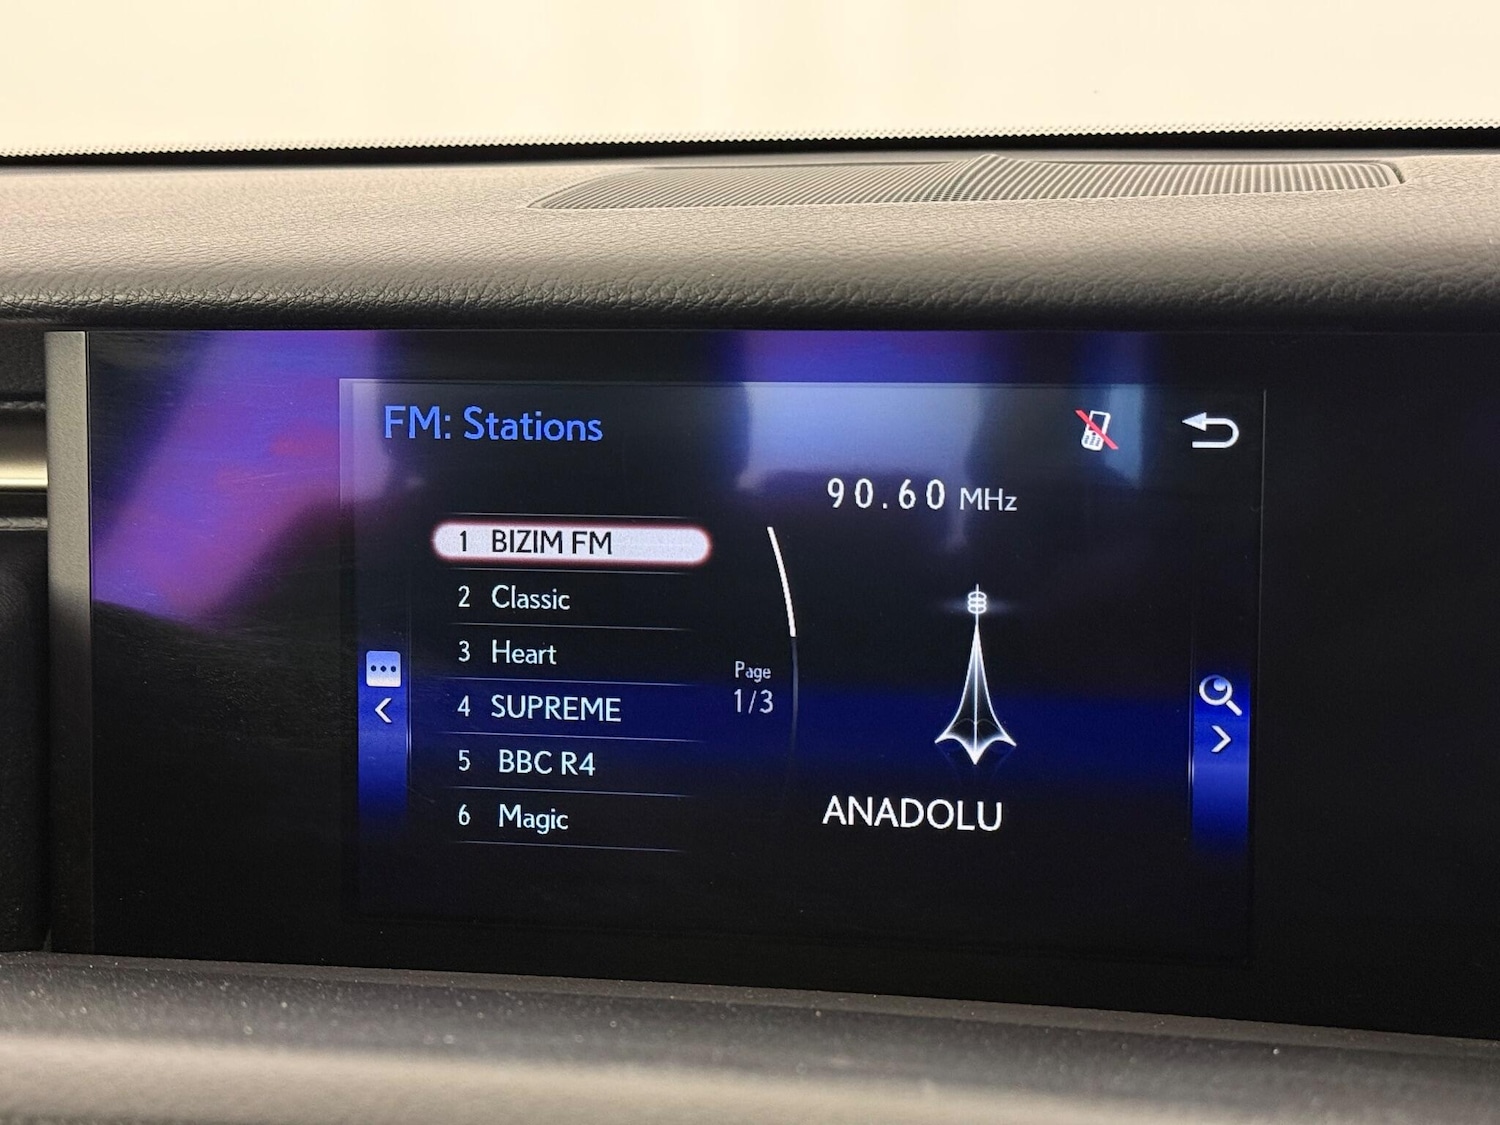 FM: Stations
90.60 MHz
1 BIZIM FM
2 Classic
3 Heart
4 SUPREME
5 BBC R4
6 Magic
Page
1/3
ANADOLU